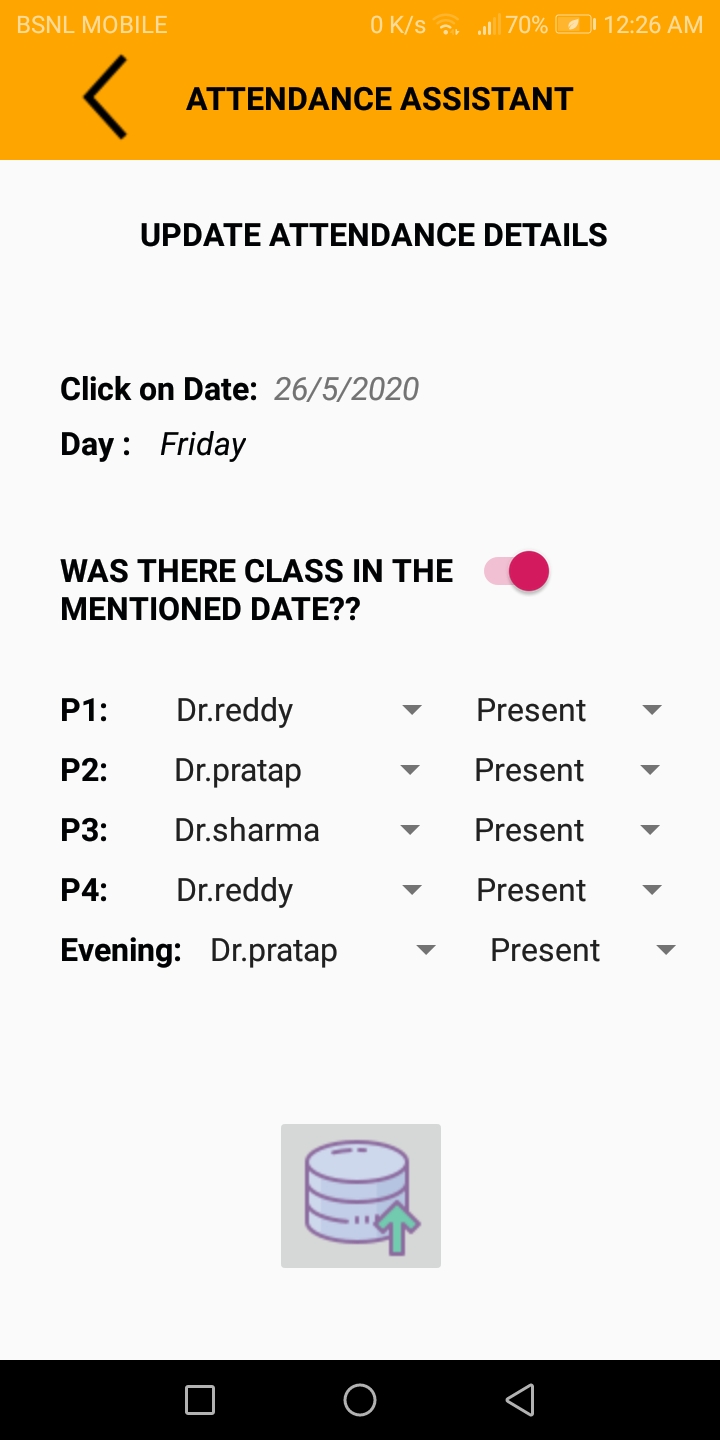 BSNL MOBILE 0 K/s 70% 12:26 AM
ATTENDANCE ASSISTANT
UPDATE ATTENDANCE DETAILS
Click on Date: 26/5/2020
Day : Friday
WAS THERE CLASS IN THE
MENTIONED DATE??
P1: Dr.reddy Present
P2: Dr.pratap Present
P3: Dr.sharma Present
P4: Dr.reddy Present
Evening: Dr.pratap Present